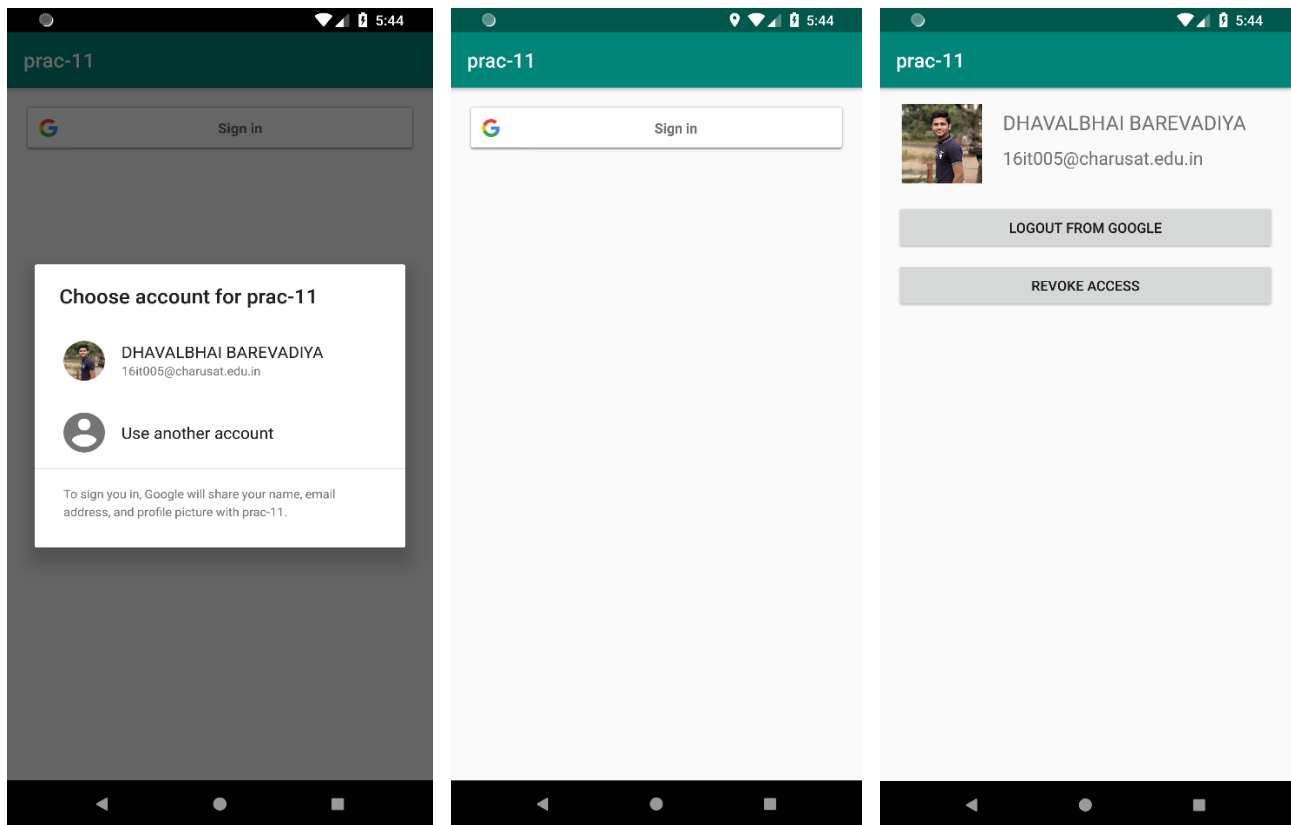 5:44
prac-11
Sign in
Choose account for prac-11
DHAVALBHAI BAREVADIYA
16it005@charusat.edu.in
Use another account
To sign you in, Google will share your name, email
address, and profile picture with prac-11.
5:44
prac-11
Sign in
5:44
prac-11
DHAVALBHAI BAREVADIYA
16it005@charusat.edu.in
LOGOUT FROM GOOGLE
REVOKE ACCESS